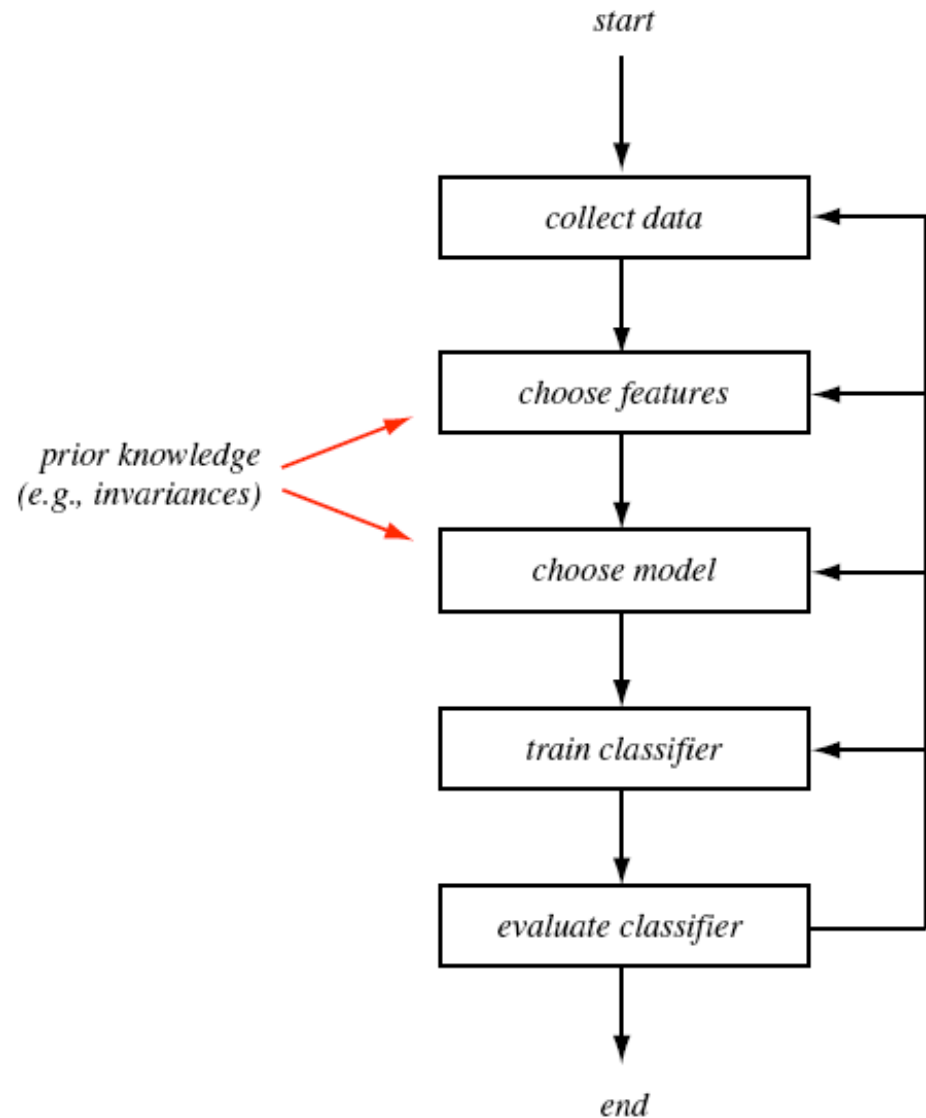 start
collect data
choose features
prior knowledge
(e.g., invariances)
choose model
train classifier
evaluate classifier
end